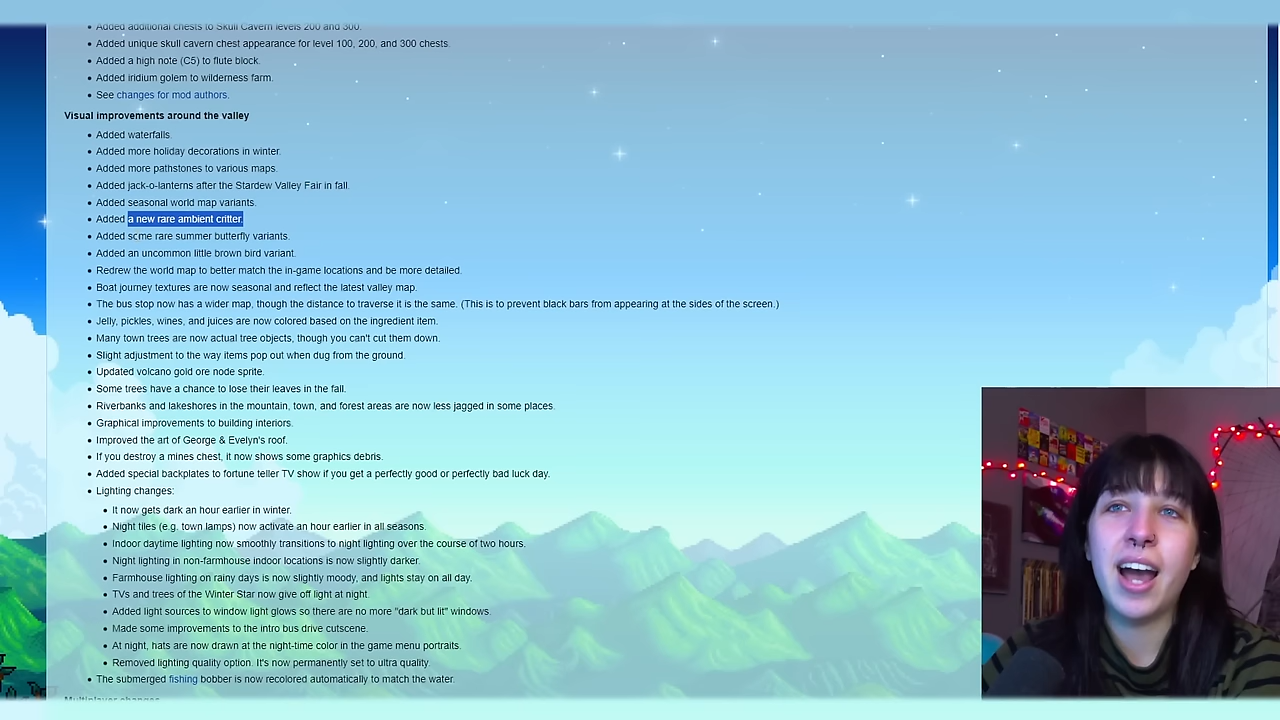 Added additional chests to Skull Cavern levels 200 and 300.
Added unique skull cavern chest appearance for level 100, 200, and 300 chests.
Added a high note (C5) to flute block.
Added iridium golem to wilderness farm.
See changes for mod authors.
Visual improvements around the valley
Added waterfalls.
Added more holiday decorations in winter.
Added more pathstones to various maps.
Added jack-o-lanterns after the Stardew Valley Fair in fall.
Added seasonal world map variants.
Added a new rare ambient critter.
Added some rare summer butterfly variants.
Added an uncommon little brown bird variant.
Redrew the world map to better match the in-game locations and be more detailed.
Boat journey textures are now seasonal and reflect the latest valley map.
The bus stop now has a wider map, though the distance to traverse it is the same. (This is to prevent black bars from appearing at the sides of the screen.)
Jelly, pickles, wines, and juices are now colored based on the ingredient item.
Many town trees are now actual tree objects, though you can't cut them down.
Slight adjustment to the way items pop out when dug from the ground.
Updated volcano gold ore node sprite.
Some trees have a chance to lose their leaves in the fall.
Riverbanks and lakeshores in the mountain, town, and forest areas are now less jagged in some places.
Graphical improvements to building interiors.
Improved the art of George & Evelyn's roof.
If you destroy a mines chest, it now shows some graphics debris.
Added special backplates to fortune teller TV show if you get a perfectly good or perfectly bad luck day.
Lighting changes:
It now gets dark an hour earlier in winter.
Night tiles (e.g. town lamps) now activate an hour earlier in all seasons.
Indoor daytime lighting now smoothly transitions to night lighting over the course of two hours.
Night lighting in non-farmhouse indoor locations is now slightly darker.
Farmhouse lighting on rainy days is now slightly moody, and lights stay on all day.
TVs and trees of the Winter Star now give off light at night.
Added light sources to window light glows so there are no more "dark but lit" windows.
Made some improvements to the intro bus drive cutscene.
At night, hats are now drawn at the night-time color in the game menu portraits.
Removed lighting quality option. It's now permanently set to ultra quality.
The submerged fishing bobber is now recolored automatically to match the water.
Multiplayer changes